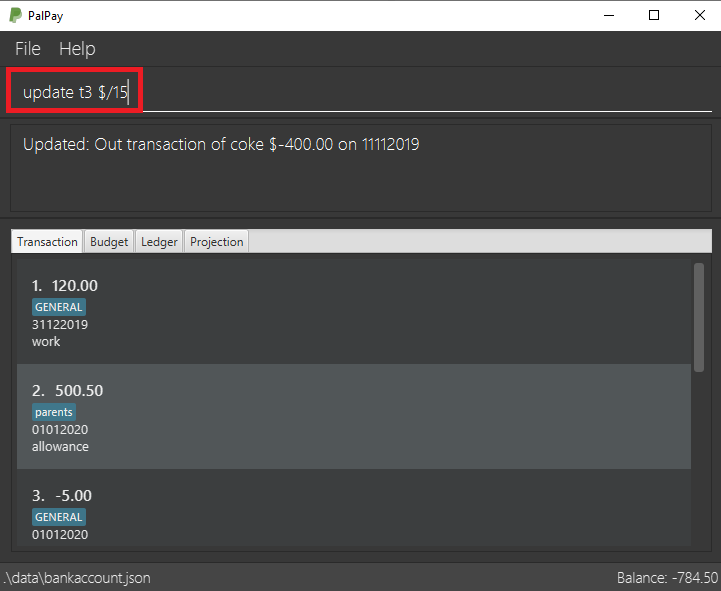 PalPay
File Help
update t3 $/15
Updated: Out transaction of coke $-400.00 on 11112019
Transaction Budget Ledger Projection
1. 120.00
GENERAL
31122019
work
2. 500.50
parents
01012020
allowance
3. -5.00
GENERAL
01012020
.\data\bankaccount.json Balance: -784.50